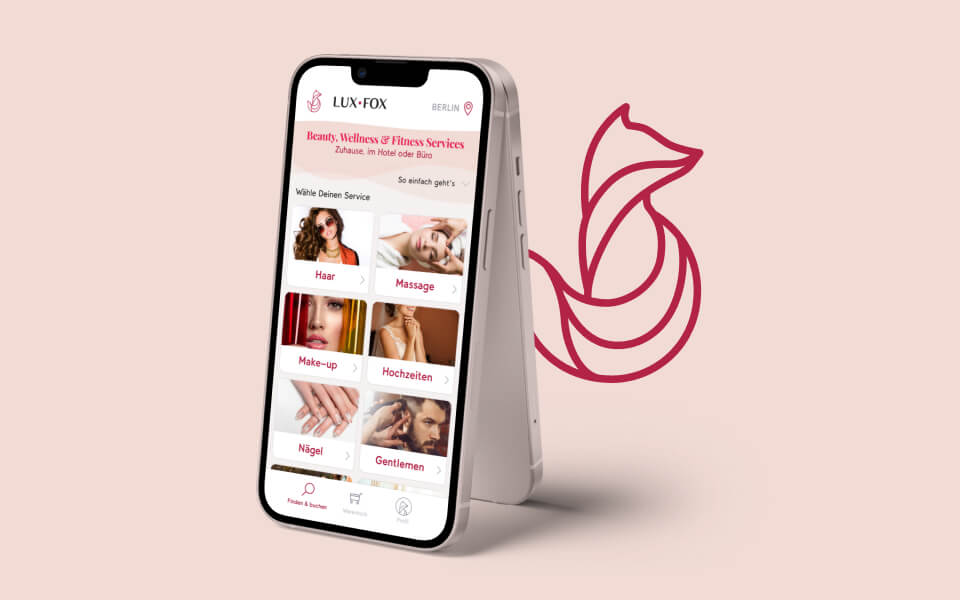 LUX•FOX
BERLIN
Beauty, Wellness & Fitness Services
Zuhause, im Hotel oder Büro
So einfach geht's
Wähle Deinen Service
Haar
Massage
Make-up
Hochzeiten
Nägel
Gentlemen
Finden & buchen
Warenkorb
Profil